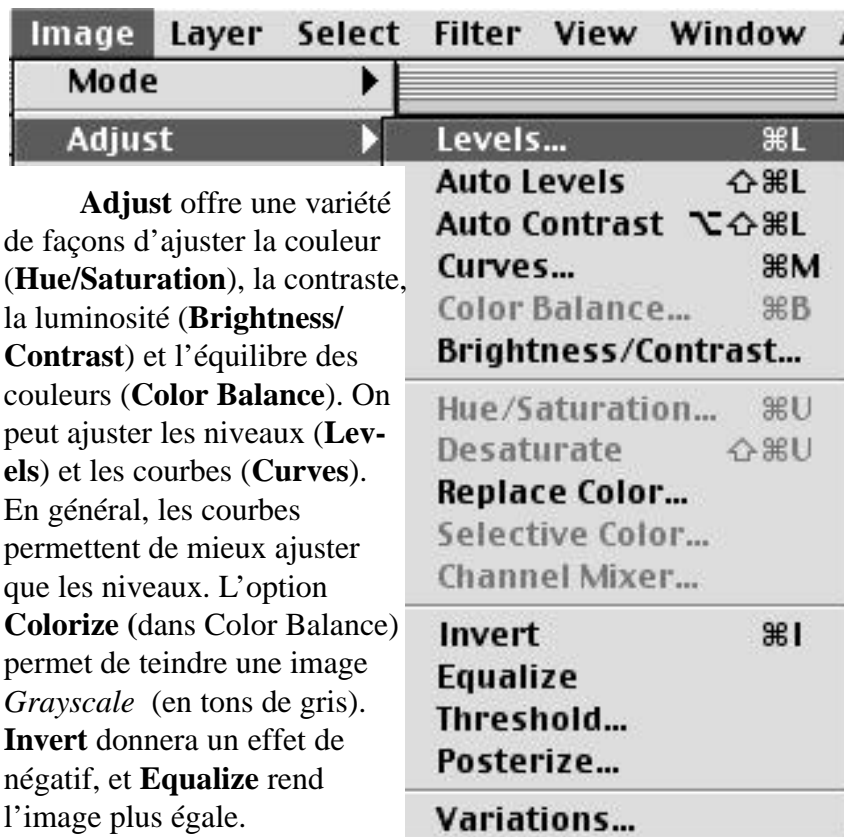 Image Layer Select Filter View Window
Mode
Adjust
Levels... ⌘L
Auto Levels ⇧⌘L
Auto Contrast ⌥⇧⌘L
Curves... ⌘M
Color Balance... ⌘B
Brightness/Contrast...
Hue/Saturation... ⌘U
Desaturate ⇧⌘U
Replace Color...
Selective Color...
Channel Mixer...
Invert ⌘I
Equalize
Threshold...
Posterize...
Variations...
Adjust offre une variété
de façons d’ajuster la couleur
(Hue/Saturation), la contraste,
la luminosité (Brightness/
Contrast) et l’équilibre des
couleurs (Color Balance). On
peut ajuster les niveaux (Lev-
els) et les courbes (Curves).
En général, les courbes
permettent de mieux ajuster
que les niveaux. L’option
Colorize (dans Color Balance)
permet de teindre une image
Grayscale (en tons de gris).
Invert donnera un effet de
négatif, et Equalize rend
l’image plus égale.